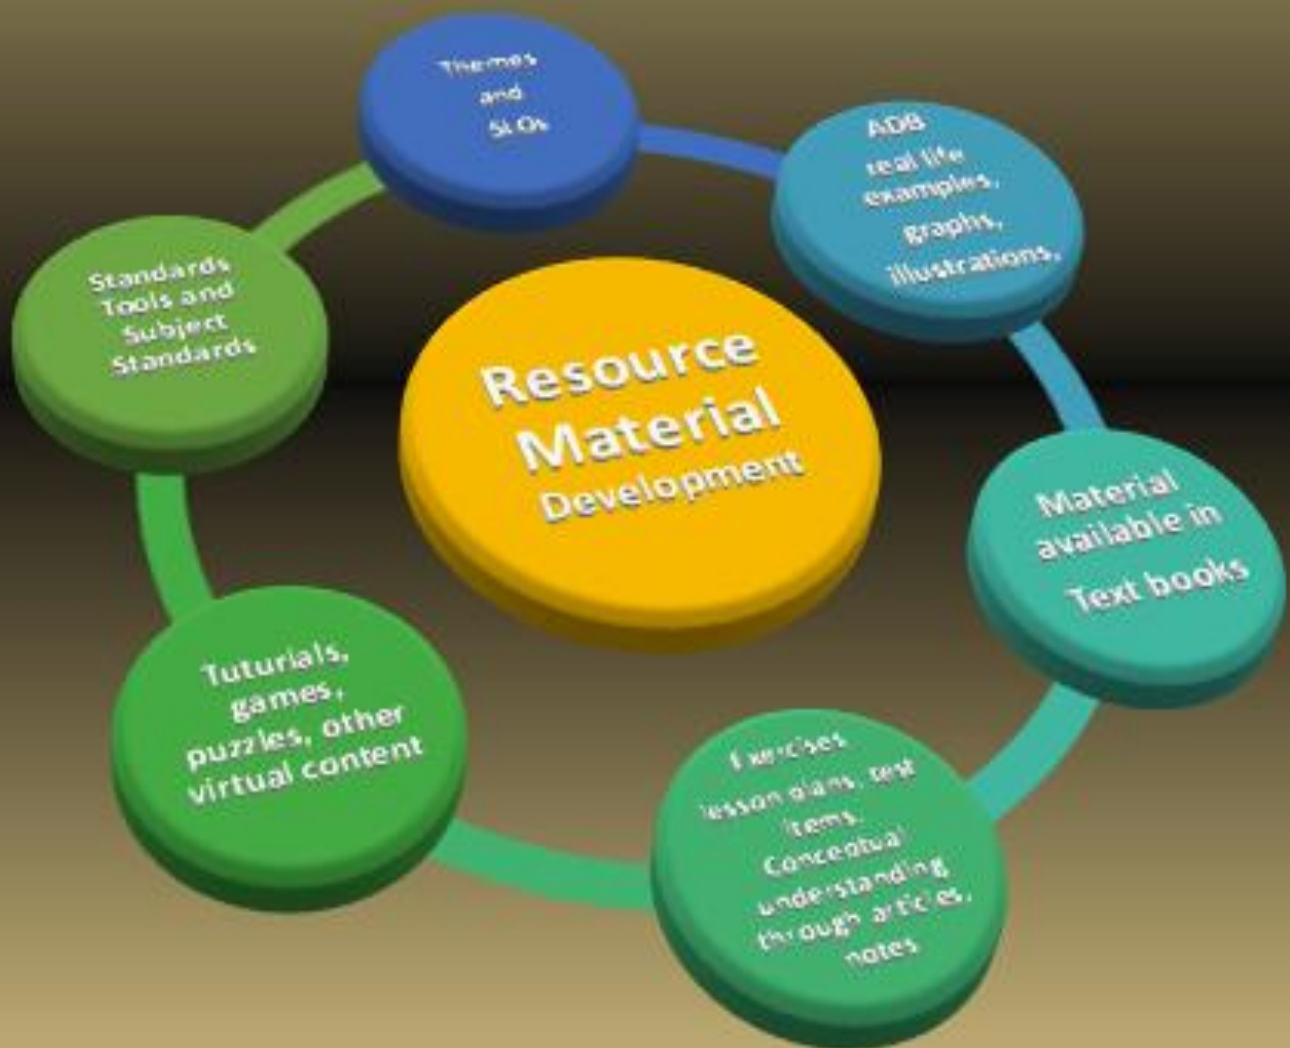 Resource
Material
Development
Themes
and
SLOs
ADB
real life
examples,
graphs,
illustrations,
Material
available in
Text books
Exercises
lesson plans, test
items.
Conceptual
understanding
through articles,
notes
Tuturials,
games,
puzzles, other
virtual content
Standards
Tools and
Subject
Standards